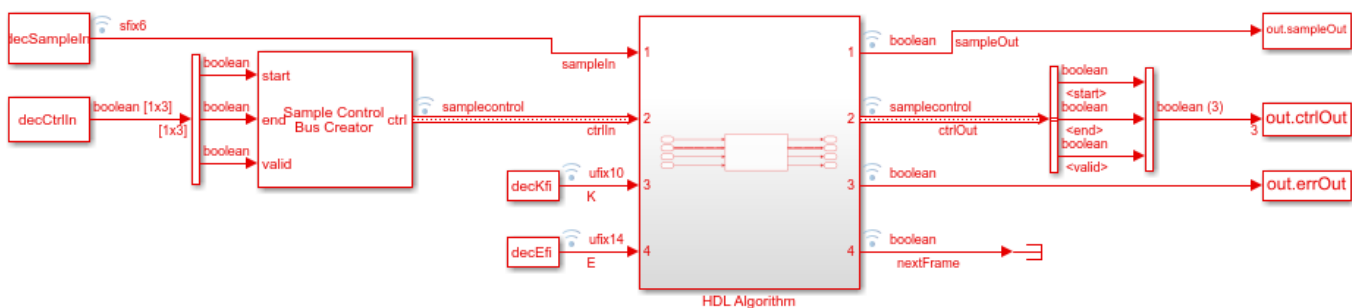 decSampleIn
sfix6
sampleIn
decCtrlIn
boolean [1x3]
[1x3]
boolean
boolean
boolean
start
end
valid
Sample Control
Bus Creator
ctrl
samplecontrol
ctrlIn
decKfi
ufix10
K
decEfi
ufix14
E
1
2
3
4
1
2
3
4
HDL Algorithm
boolean
sampleOut
samplecontrol
ctrlOut
boolean
boolean
nextFrame
boolean
<start>
boolean
<end>
boolean
<valid>
boolean (3)
3
out.sampleOut
out.ctrlOut
out.errOut